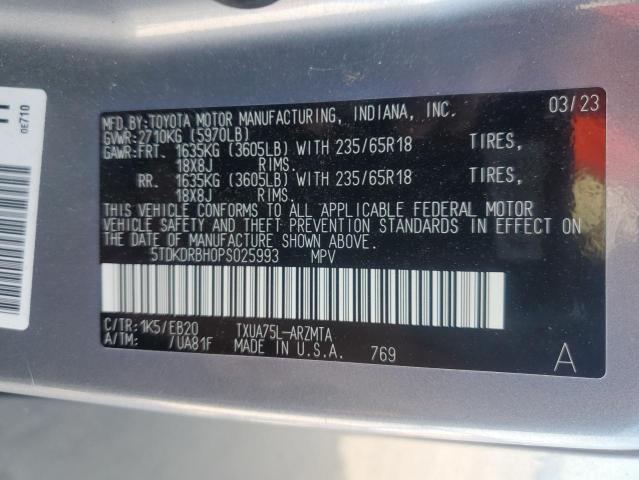 MFD.BY:TOYOTA MOTOR MANUFACTURING, INDIANA, INC. 03/23
GVWR:2710KG (5970LB)
GAWR:FRT. 1635KG (3605LB) WITH 235/65R18 TIRES,
18X8J RIMS.
RR. 1635KG (3605LB) WITH 235/65R18 TIRES,
18X8J RIMS.
THIS VEHICLE CONFORMS TO ALL APPLICABLE FEDERAL MOTOR
VEHICLE SAFETY AND THEFT PREVENTION STANDARDS IN EFFECT ON
THE DATE OF MANUFACTURE SHOWN ABOVE.
5TDKDRBH0PS025993 MPV
C/TR:1K5/EB20 TXUA75L-ARZMTA
A/TM: /UA81F MADE IN U.S.A. 769 A
0E710